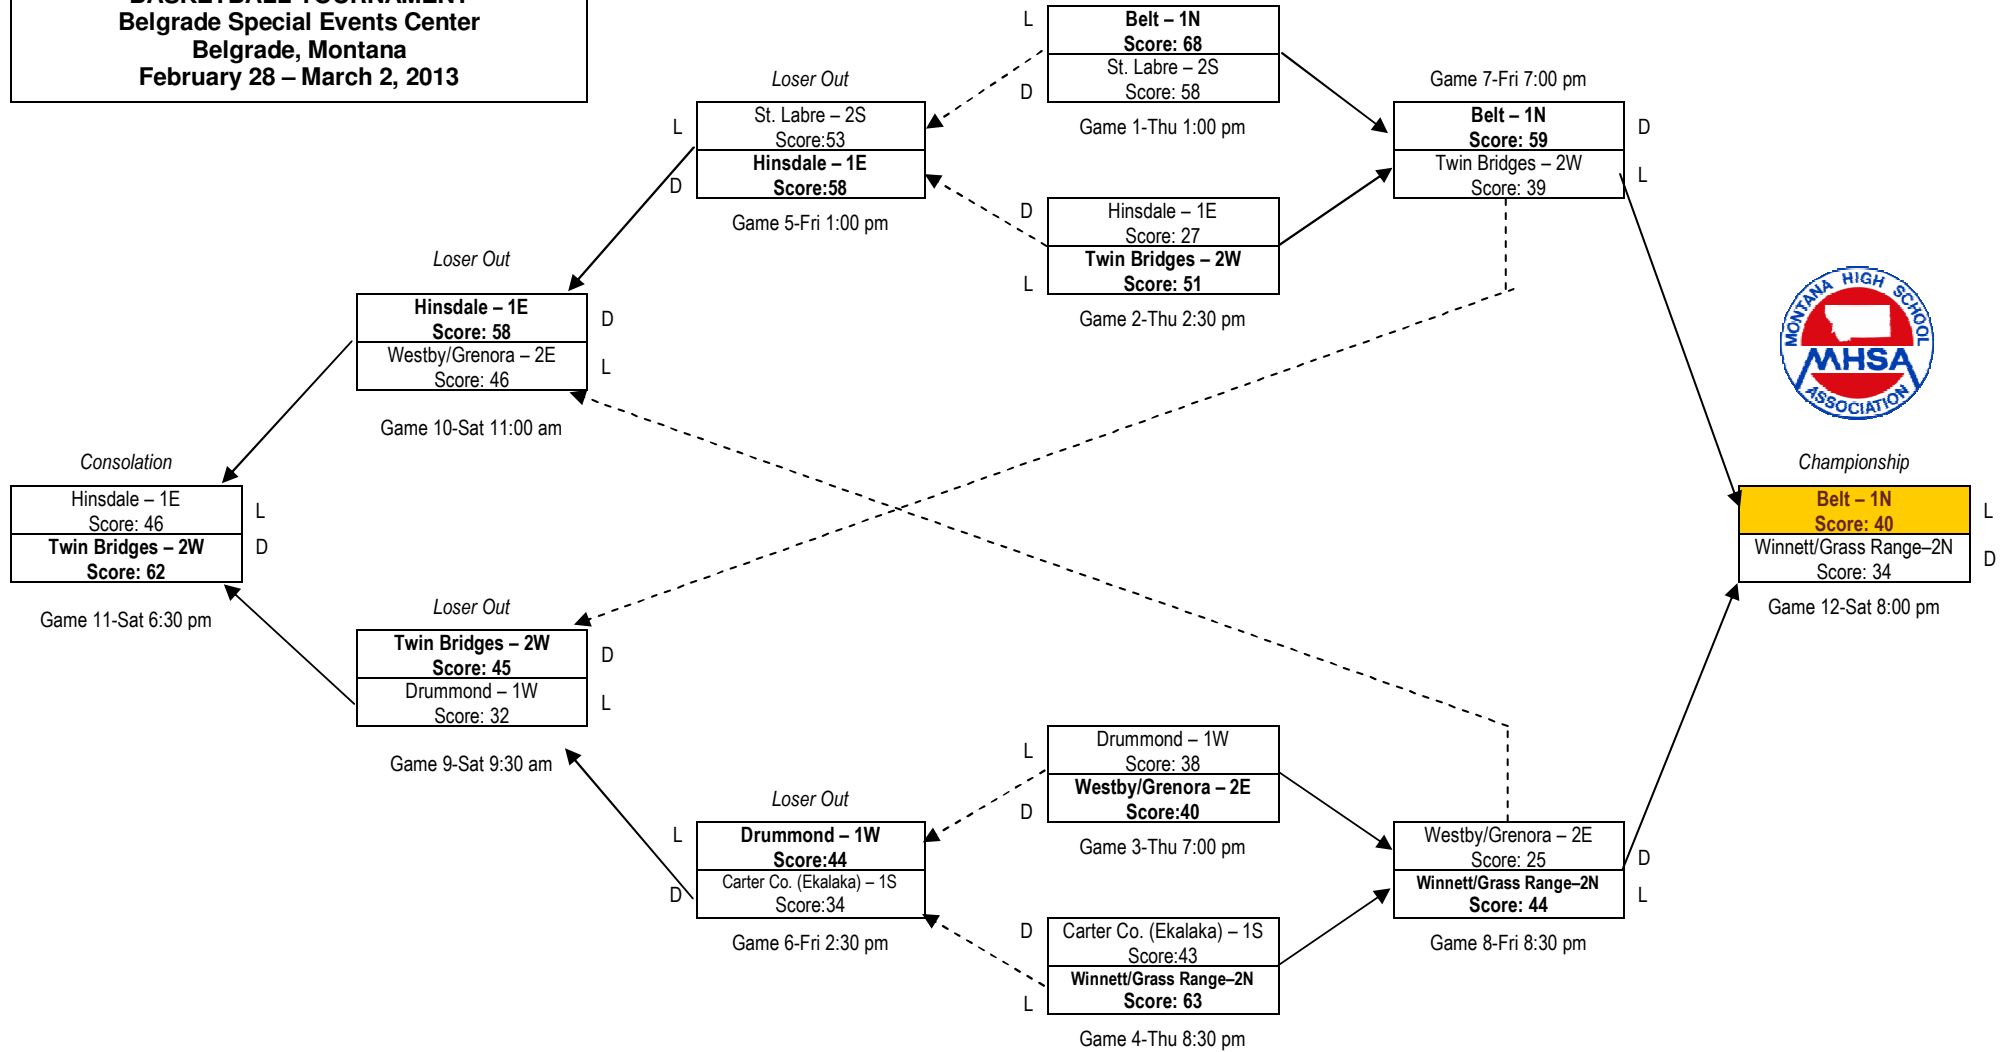 BASKETBALL TOURNAMENT
Belgrade Special Events Center
Belgrade, Montana
February 28 – March 2, 2013
L
Belt – 1N
Score: 68
St. Labre – 2S
Score: 58
D
Game 1-Thu 1:00 pm
D
Hinsdale – 1E
Score: 27
Twin Bridges – 2W
Score: 51
L
Game 2-Thu 2:30 pm
Loser Out
L
St. Labre – 2S
Score:53
Hinsdale – 1E
Score:58
D
Game 5-Fri 1:00 pm
Game 7-Fri 7:00 pm
Belt – 1N
Score: 59
D
Twin Bridges – 2W
Score: 39
L
Loser Out
Hinsdale – 1E
Score: 58
D
Westby/Grenora – 2E
Score: 46
L
Game 10-Sat 11:00 am
MONTANA HIGH SCHOOL
MHSA
ASSOCIATION
Consolation
Hinsdale – 1E
Score: 46
L
Twin Bridges – 2W
Score: 62
D
Game 11-Sat 6:30 pm
Championship
Belt – 1N
Score: 40
L
Winnett/Grass Range–2N
Score: 34
D
Game 12-Sat 8:00 pm
Loser Out
Twin Bridges – 2W
Score: 45
D
Drummond – 1W
Score: 32
L
Game 9-Sat 9:30 am
L
Drummond – 1W
Score: 38
Westby/Grenora – 2E
Score:40
D
Game 3-Thu 7:00 pm
Loser Out
L
Drummond – 1W
Score:44
Carter Co. (Ekalaka) – 1S
Score:34
D
Game 6-Fri 2:30 pm
Westby/Grenora – 2E
Score: 25
D
Winnett/Grass Range–2N
Score: 44
L
Game 8-Fri 8:30 pm
D
Carter Co. (Ekalaka) – 1S
Score:43
Winnett/Grass Range–2N
Score: 63
L
Game 4-Thu 8:30 pm